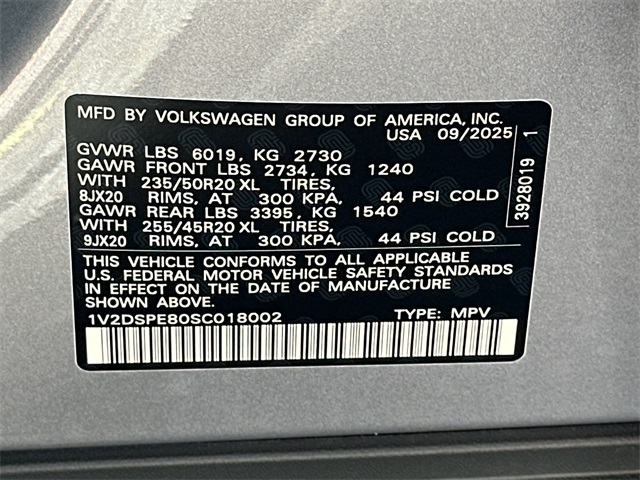 MFD BY VOLKSWAGEN GROUP OF AMERICA, INC.
USA 09/2025
GVWR LBS 6019, KG 2730
GAWR FRONT LBS 2734, KG 1240
WITH 235/50R20 XL TIRES,
8JX20 RIMS, AT 300 KPA, 44 PSI COLD
GAWR REAR LBS 3395, KG 1540
WITH 255/45R20 XL TIRES,
9JX20 RIMS, AT 300 KPA, 44 PSI COLD
THIS VEHICLE CONFORMS TO ALL APPLICABLE
U.S. FEDERAL MOTOR VEHICLE SAFETY STANDARDS
IN EFFECT ON THE DATE OF MANUFACTURE
SHOWN ABOVE.
1V2DSPE80SC018002 TYPE: MPV
3928019 1